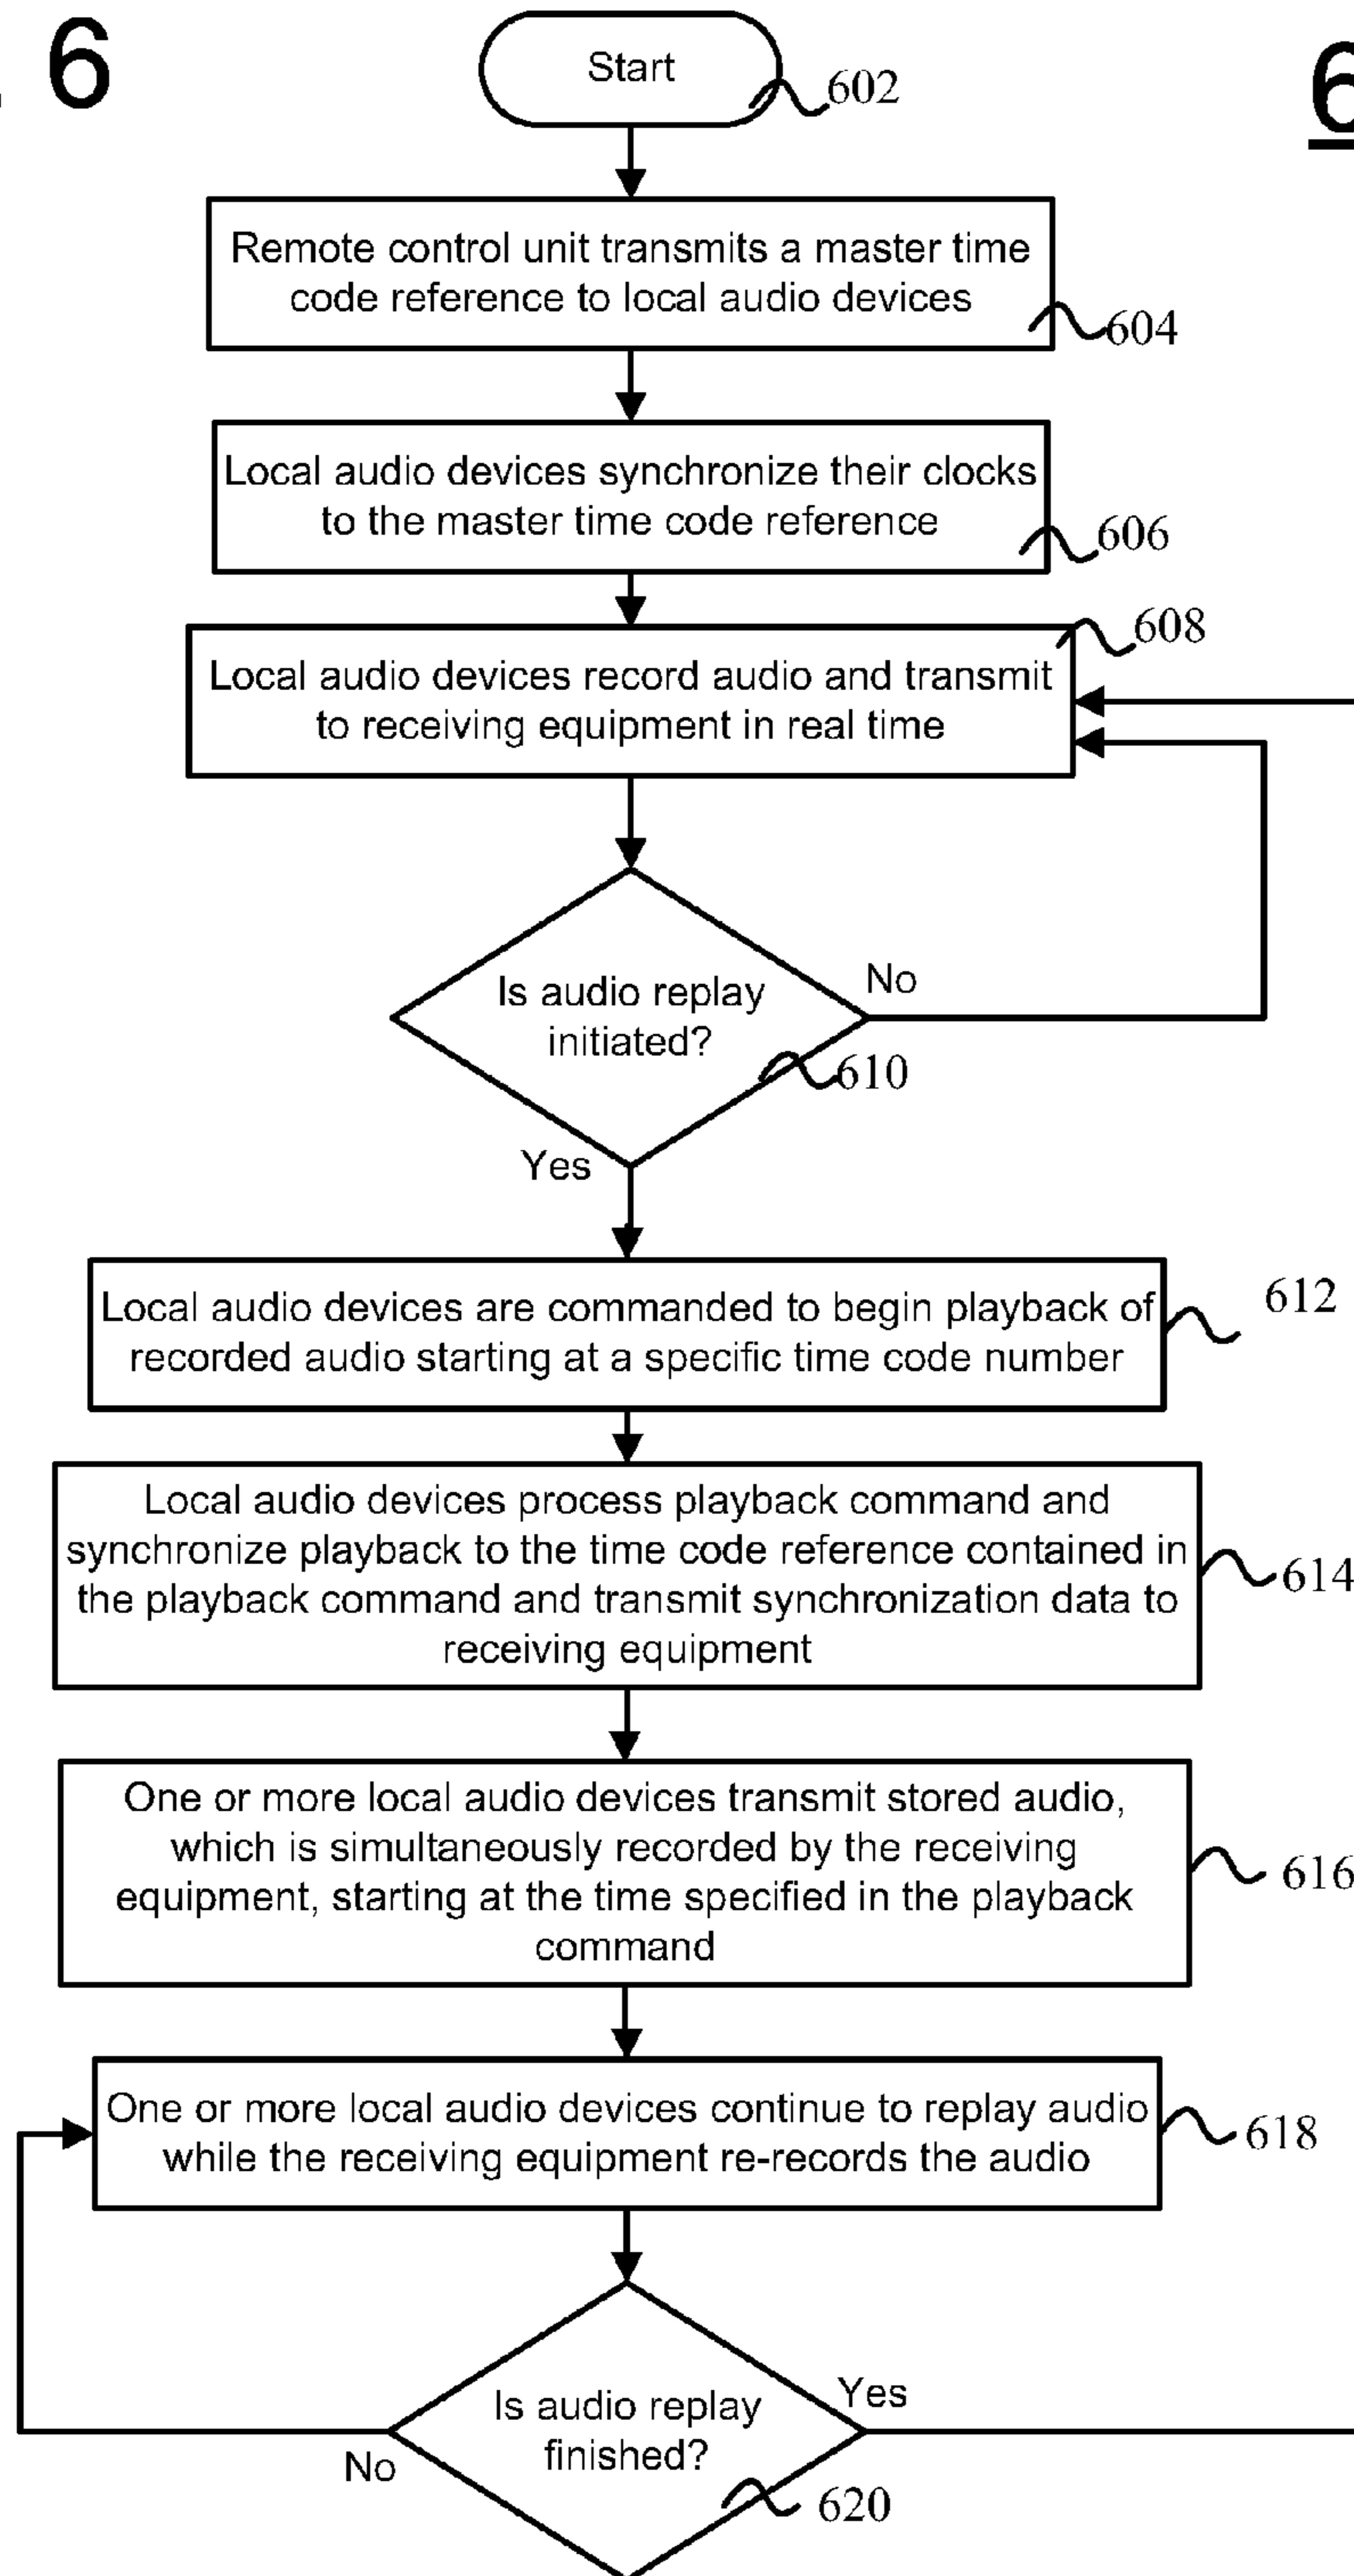 6
Start
602
6
Remote control unit transmits a master time
code reference to local audio devices
604
Local audio devices synchronize their clocks
to the master time code reference
606
608
Local audio devices record audio and transmit
to receiving equipment in real time
No
Is audio replay
initiated?
610
Yes
612
Local audio devices are commanded to begin playback of
recorded audio starting at a specific time code number
Local audio devices process playback command and
synchronize playback to the time code reference contained in
the playback command and transmit synchronization data to
receiving equipment
614
One or more local audio devices transmit stored audio,
which is simultaneously recorded by the receiving
equipment, starting at the time specified in the playback
command
616
One or more local audio devices continue to replay audio
while the receiving equipment re-records the audio
618
Yes
Is audio replay
finished?
No
620